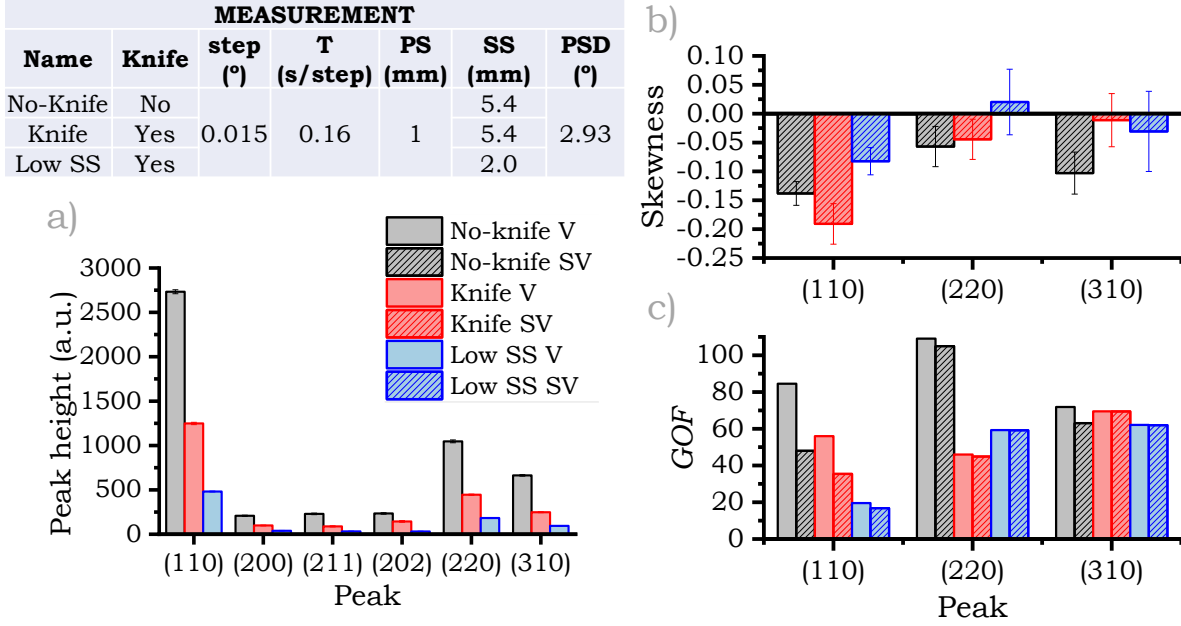 MEASUREMENT
Name Knife step (º) T (s/step) PS (mm) SS (mm) PSD (º)
No-Knife No 5.4
Knife Yes 0.015 0.16 1 5.4 2.93
Low SS Yes 2.0
a)
No-knife V
No-knife SV
Knife V
Knife SV
Low SS V
Low SS SV
Peak height (a.u.)
3000
2500
2000
1500
1000
500
0
(110) (200) (211) (202) (220) (310)
Peak
b)
Skewness
0.10
0.05
0.00
-0.05
-0.10
-0.15
-0.20
-0.25
(110) (220) (310)
c)
GOF
100
80
60
40
20
0
(110) (220) (310)
Peak